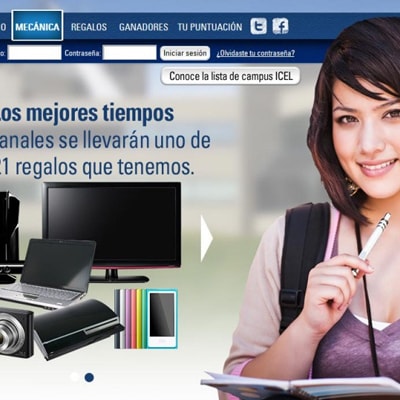 O MECÁNICA REGALOS GANADORES TU PUNTUACIÓN
o: Contraseña: Iniciar sesión ¿Olvidaste tu contraseña?
Conoce la lista de campus ICEL
os mejores tiempos
anales se llevarán uno de
21 regalos que tenemos.